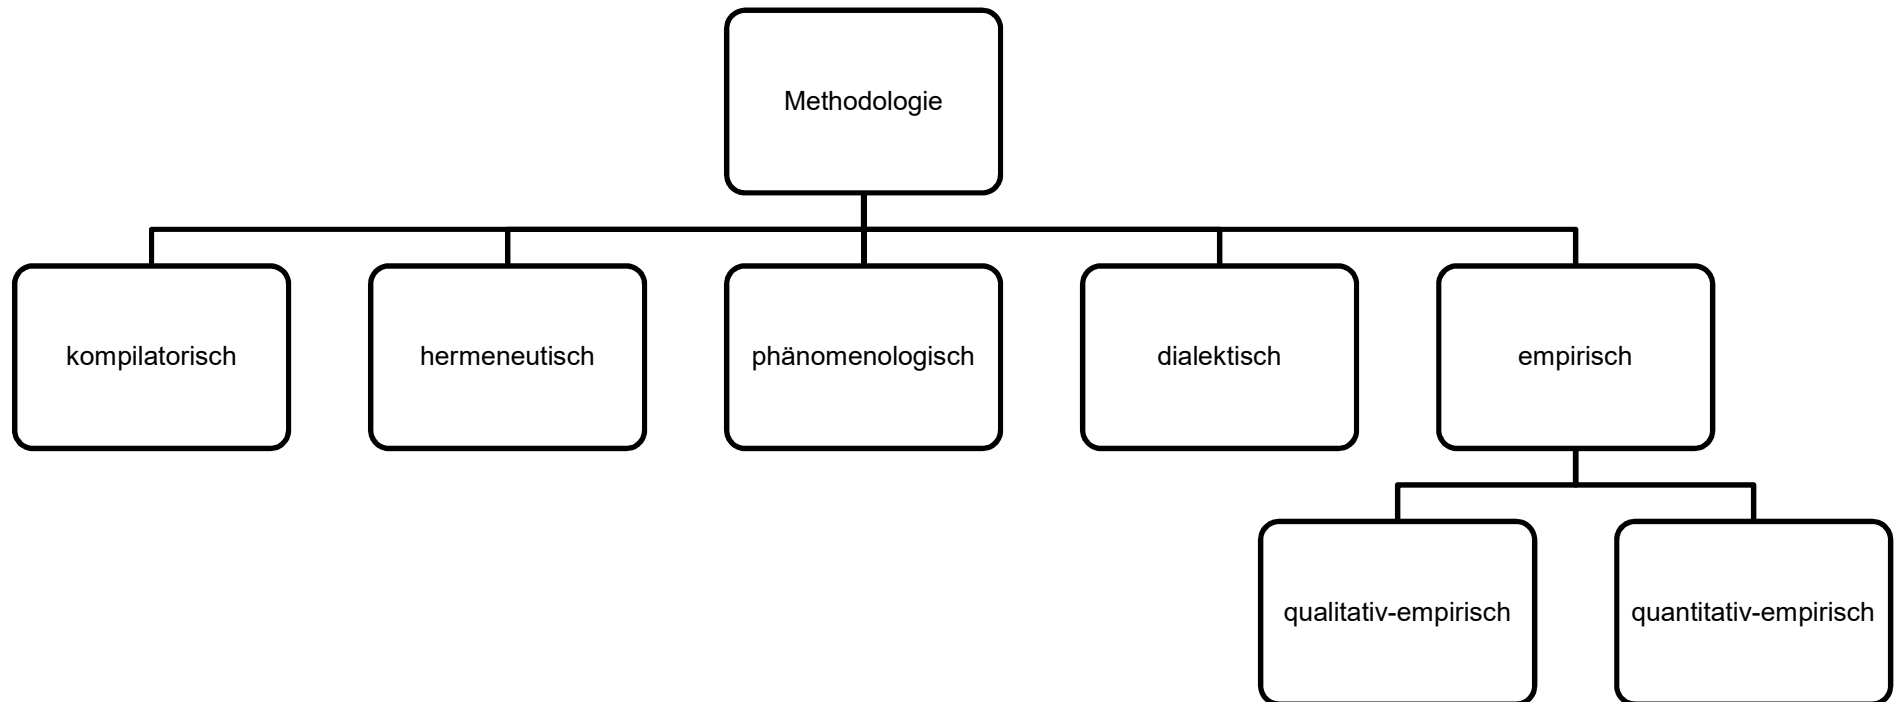 Methodologie
kompilatorisch
hermeneutisch
phänomenologisch
dialektisch
empirisch
qualitativ-empirisch
quantitativ-empirisch